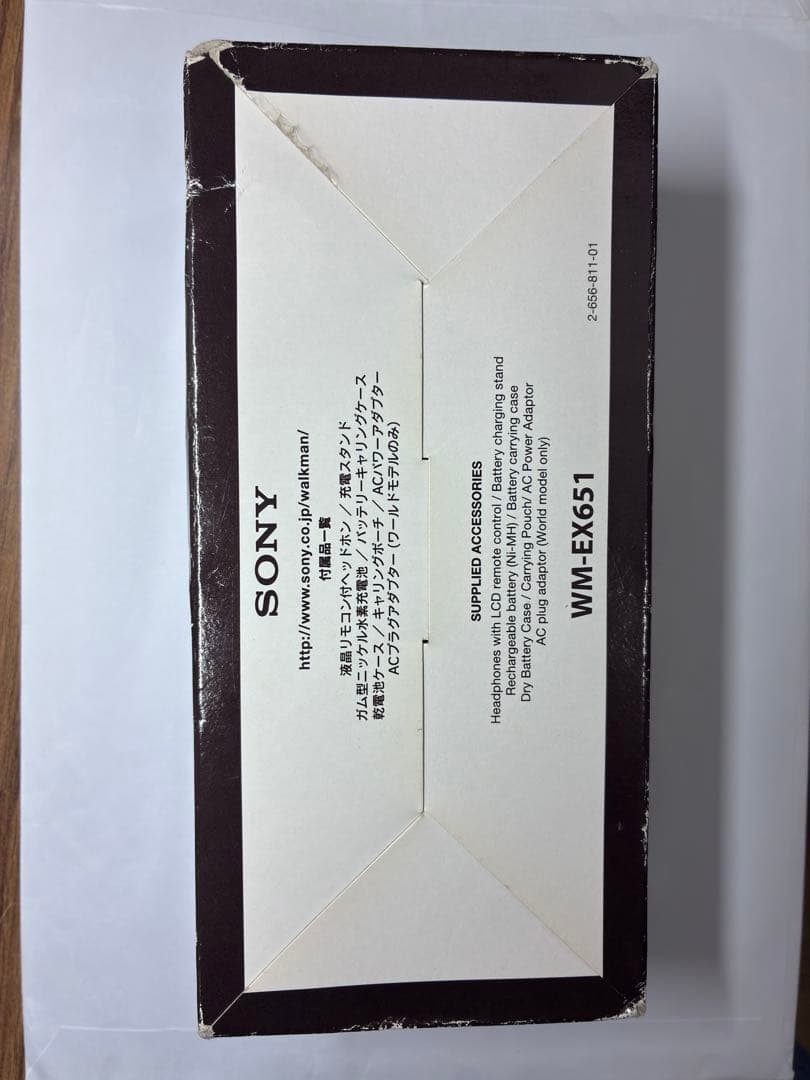 SONY
http://www.sony.co.jp/walkman/
付属品一覧
液晶リモコン付ヘッドホン ／ 充電スタンド
ガム型ニッケル水素充電池 ／ バッテリーキャリングケース
乾電池ケース ／ キャリングポーチ ／ ACパワーアダプター
ACプラグアダプター（ワールドモデルのみ）
SUPPLIED ACCESSORIES
Headphones with LCD remote control / Battery charging stand
Rechargeable battery (Ni-MH) / Battery carrying case
Dry Battery Case / Carrying Pouch/ AC Power Adaptor
AC plug adaptor (World model only)
WM-EX651
2-656-811-01